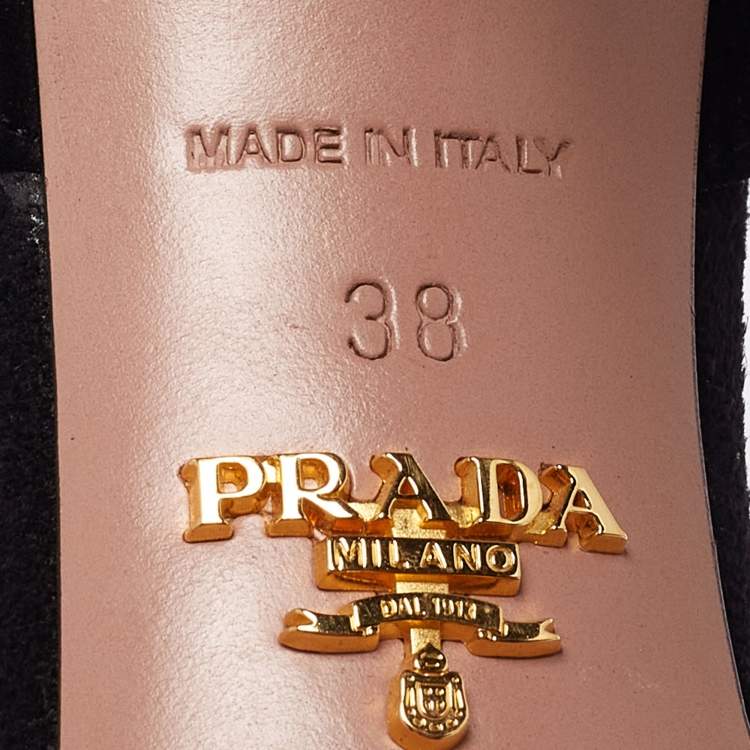 MADE IN ITALY
38
PRADA
MILANO
DAL 1913